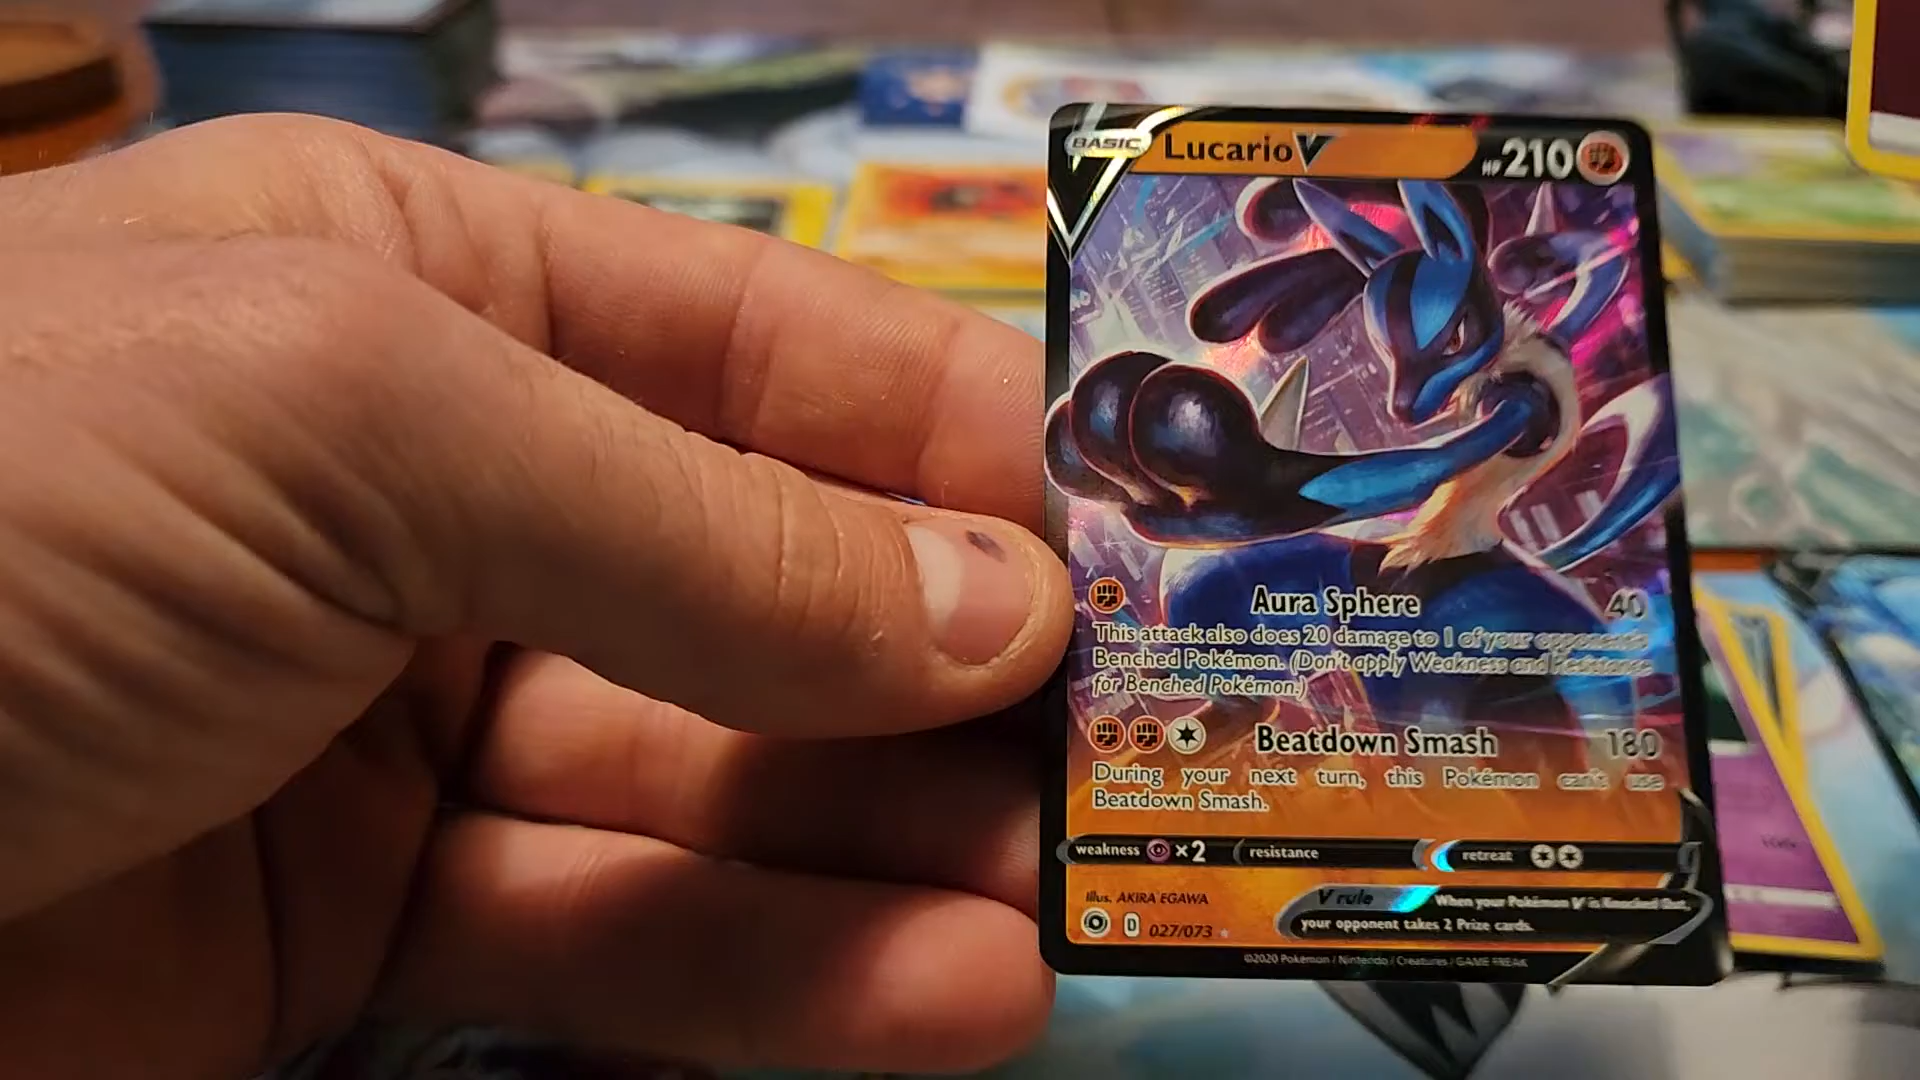 BASIC Lucario V HP 210
Aura Sphere 40
This attack also does 20 damage to 1 of your opponent's
Benched Pokémon. (Don't apply Weakness and Resistance
for Benched Pokémon.)
Beatdown Smash 180
During your next turn, this Pokémon can't use
Beatdown Smash.
weakness ×2 resistance retreat
Illus. AKIRA EGAWA
V rule When your Pokémon V is Knocked Out,
your opponent takes 2 Prize cards.
D 027/073
©2020 Pokémon / Nintendo / Creatures / GAME FREAK